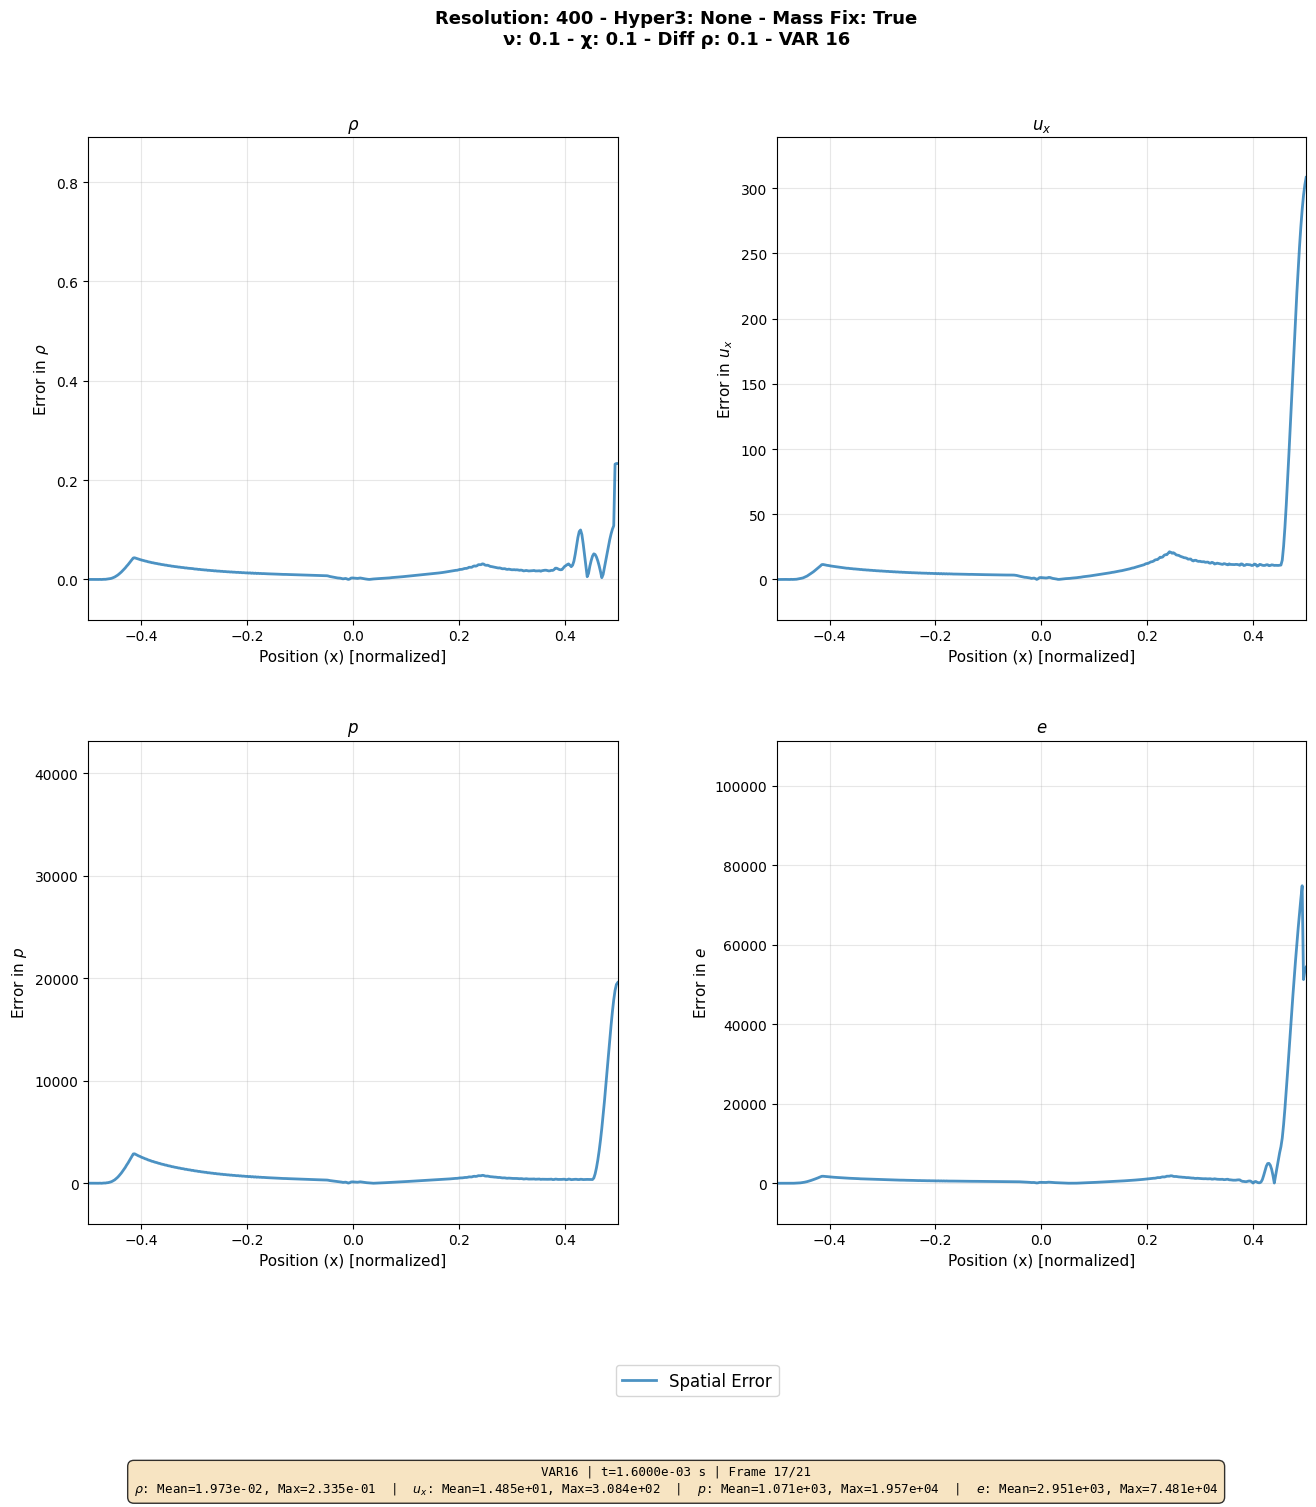 Resolution: 400 - Hyper3: None - Mass Fix: True
ν: 0.1 - χ: 0.1 - Diff ρ: 0.1 - VAR 16
ρ
0.8
0.6
0.4
0.2
0.0
Error in ρ
−0.4 −0.2 0.0 0.2 0.4
Position (x) [normalized]
uₓ
300
250
200
150
100
50
0
Error in uₓ
−0.4 −0.2 0.0 0.2 0.4
Position (x) [normalized]
p
40000
30000
20000
10000
0
Error in p
−0.4 −0.2 0.0 0.2 0.4
Position (x) [normalized]
e
100000
80000
60000
40000
20000
0
Error in e
−0.4 −0.2 0.0 0.2 0.4
Position (x) [normalized]
Spatial Error
VAR16 | t=1.6000e-03 s | Frame 17/21
ρ: Mean=1.973e-02, Max=2.335e-01 | uₓ: Mean=1.485e+01, Max=3.084e+02 | p: Mean=1.071e+03, Max=1.957e+04 | e: Mean=2.951e+03, Max=7.481e+04